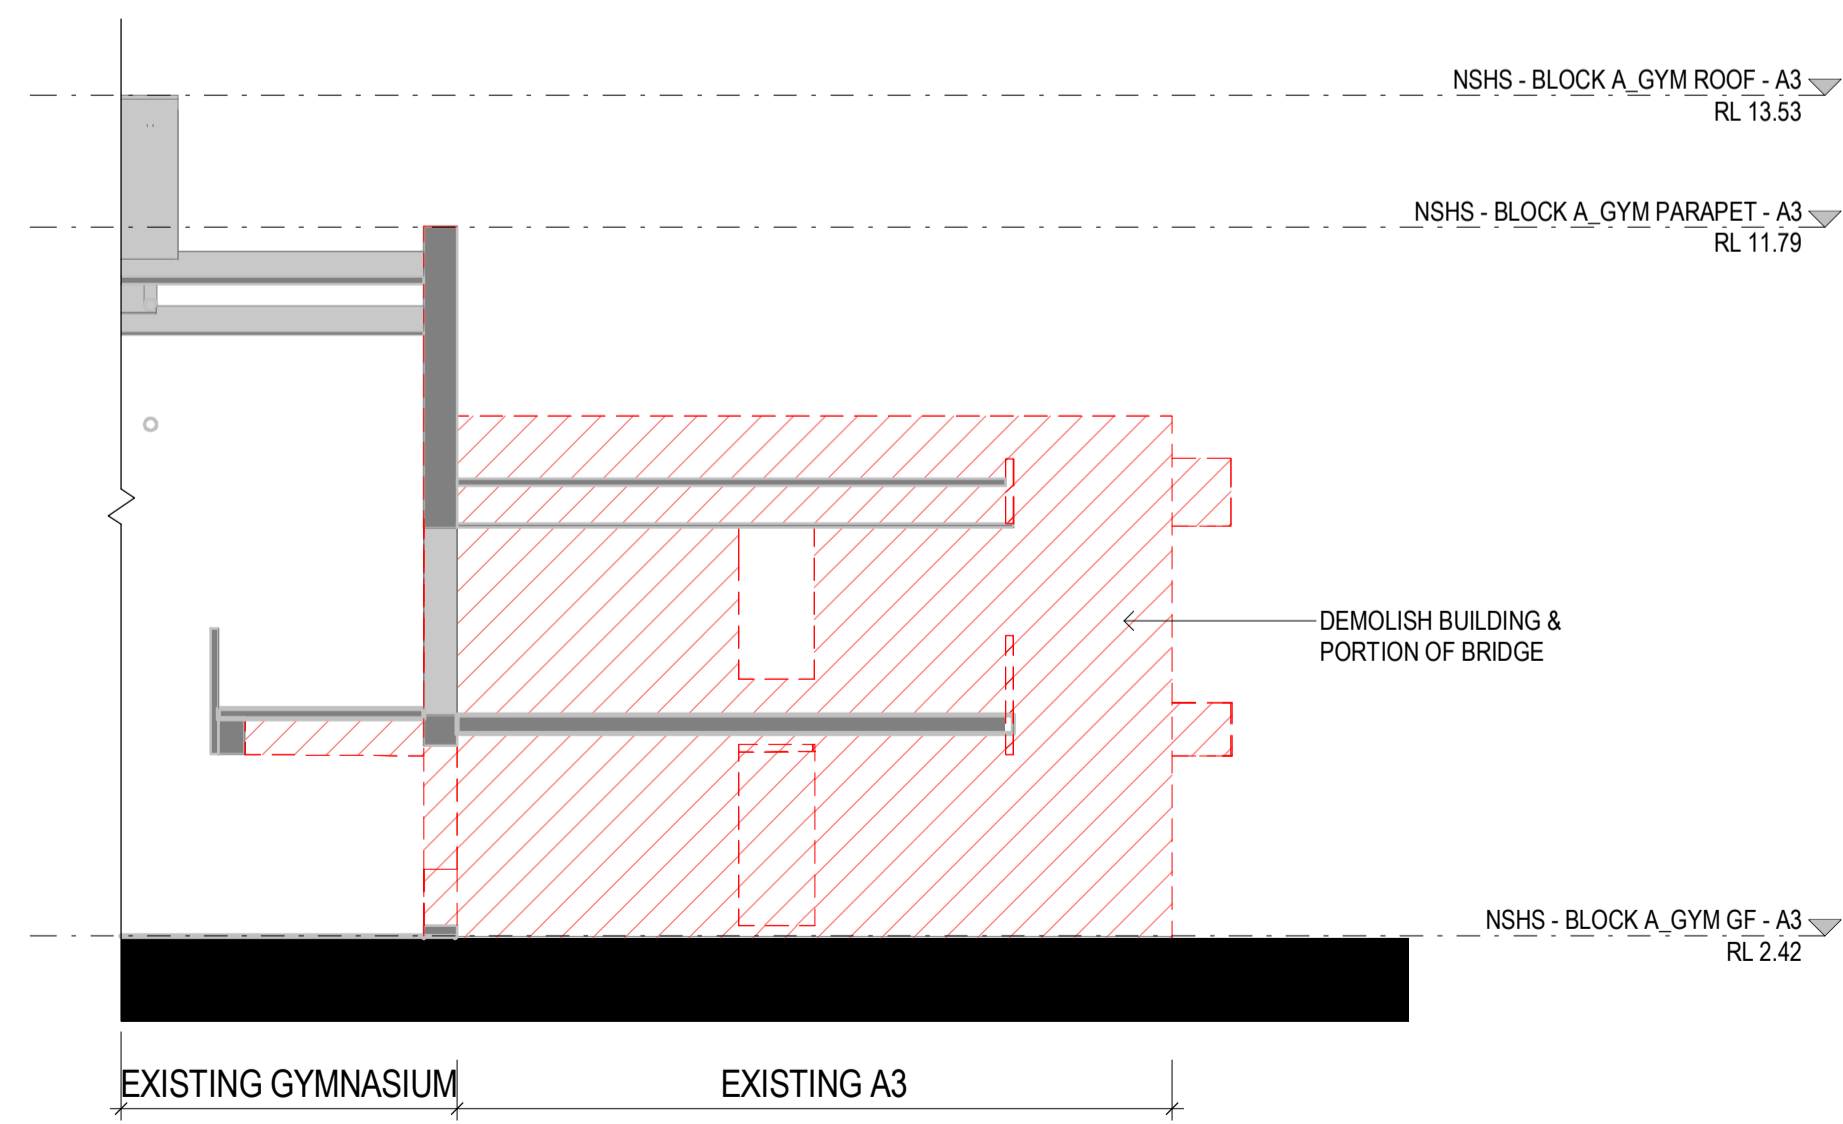 NSHS - BLOCK A_GYM ROOF - A3
RL 13.53
NSHS - BLOCK A_GYM PARAPET - A3
RL 11.79
DEMOLISH BUILDING &
PORTION OF BRIDGE
NSHS - BLOCK A_GYM GF - A3
RL 2.42
EXISTING GYMNASIUM
EXISTING A3